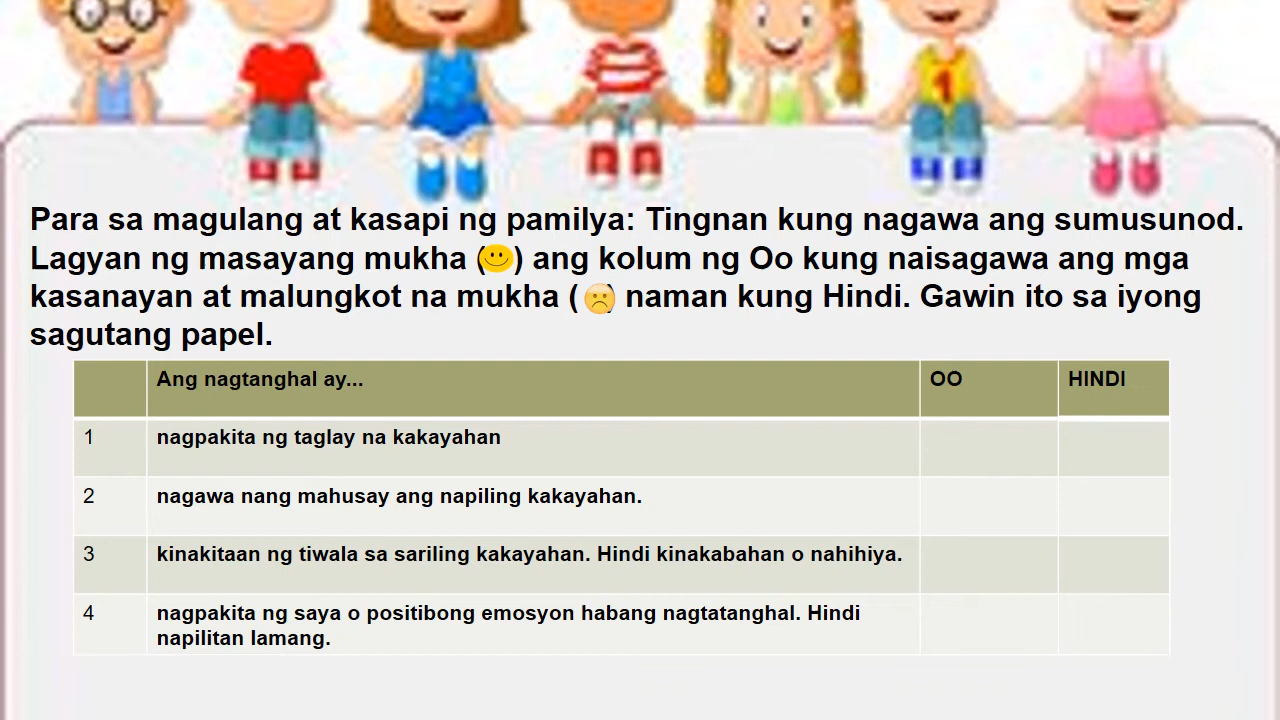 1
Para sa magulang at kasapi ng pamilya: Tingnan kung nagawa ang sumusunod.
Lagyan ng masayang mukha (🙂) ang kolum ng Oo kung naisagawa ang mga
kasanayan at malungkot na mukha ( ☹️) naman kung Hindi. Gawin ito sa iyong
sagutang papel.
Ang nagtanghal ay... OO HINDI
1 nagpakita ng taglay na kakayahan
2 nagawa nang mahusay ang napiling kakayahan.
3 kinakitaan ng tiwala sa sariling kakayahan. Hindi kinakabahan o nahihiya.
4 nagpakita ng saya o positibong emosyon habang nagtatanghal. Hindi
napilitan lamang.